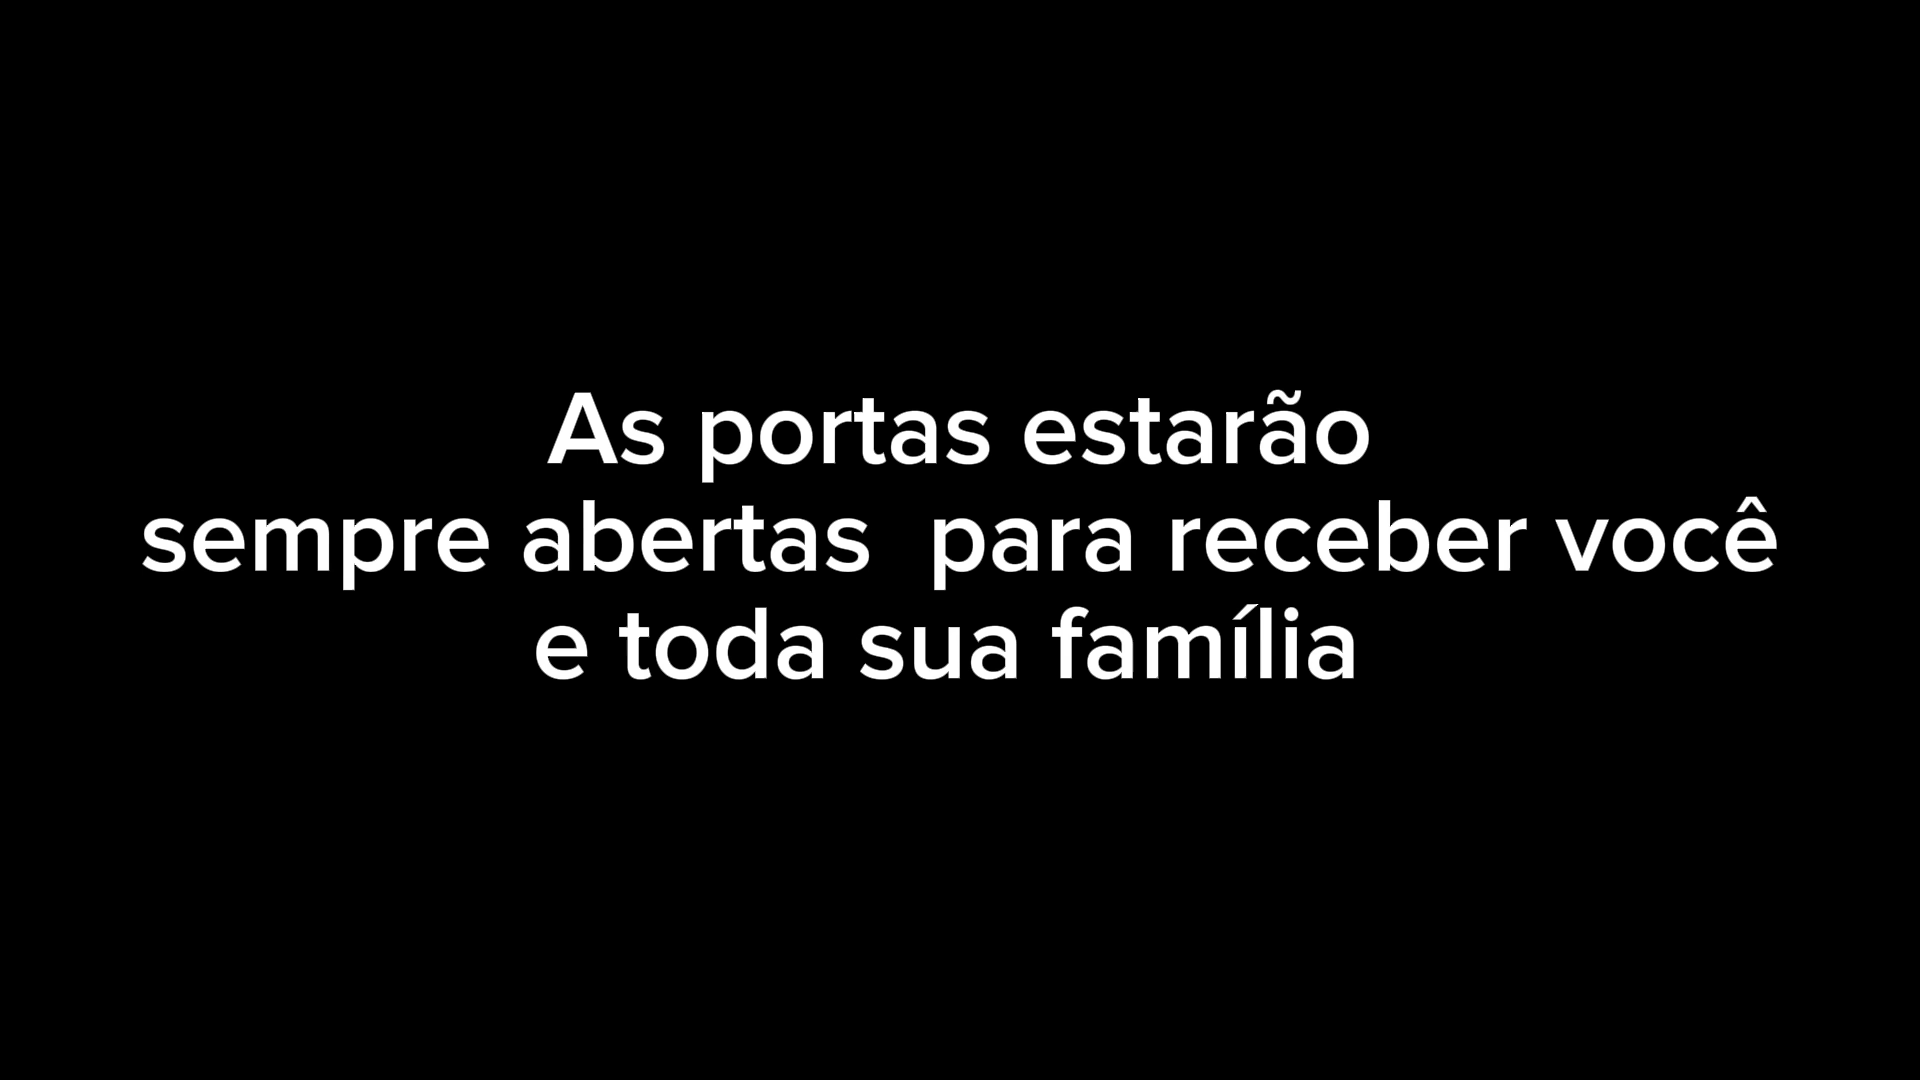 As portas estarão
sempre abertas  para receber você
e toda sua família